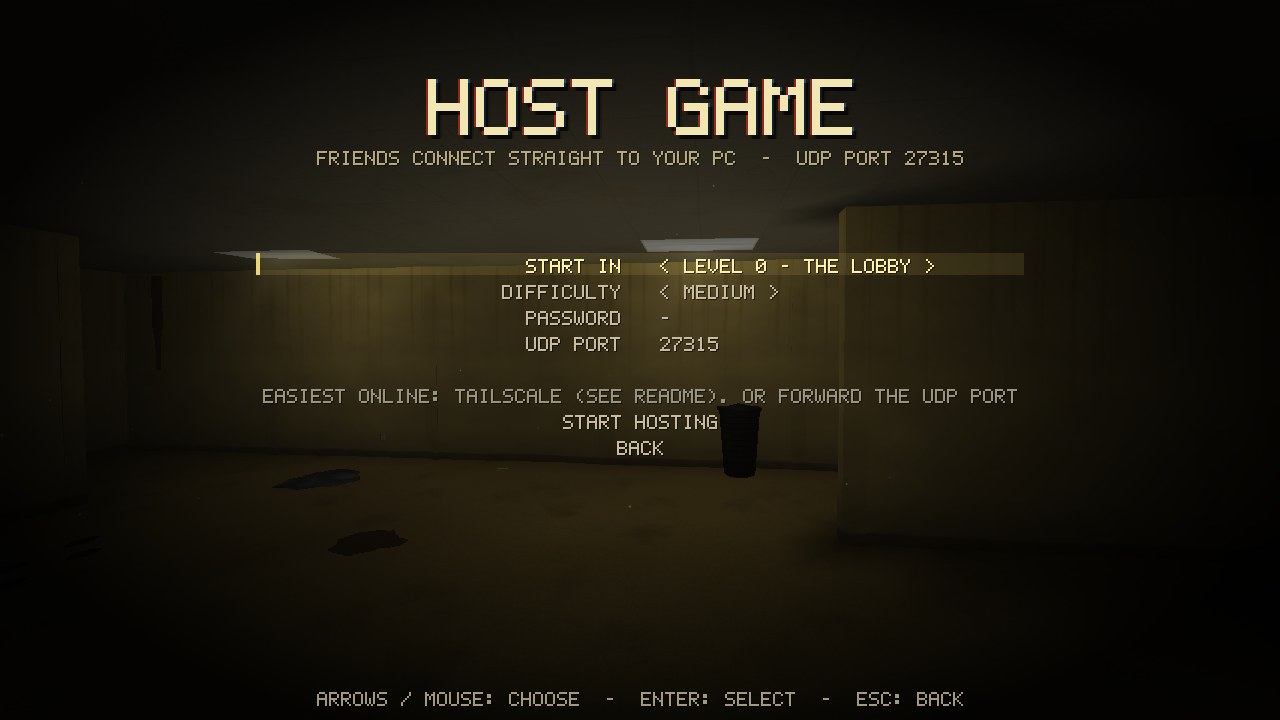 HOST GAME
FRIENDS CONNECT STRAIGHT TO YOUR PC - UDP PORT 27315
START IN < LEVEL 0 - THE LOBBY >
DIFFICULTY < MEDIUM >
PASSWORD -
UDP PORT 27315
EASIEST ONLINE: TAILSCALE (SEE README). OR FORWARD THE UDP PORT
START HOSTING
BACK
ARROWS / MOUSE: CHOOSE - ENTER: SELECT - ESC: BACK